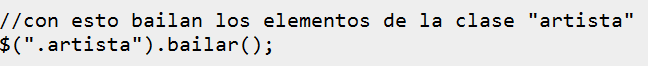 //con esto bailan los elementos de la clase "artista"
$(".artista").bailar();